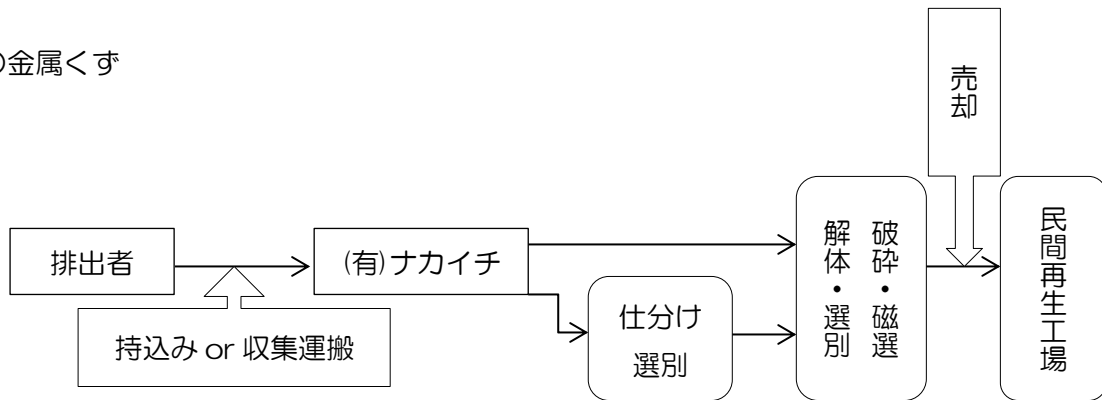 の金属くず
売却
排出者
(有)ナカイチ
持込み or 収集運搬
仕分け
選別
破砕・磁選
解体・選別
民間再生工場